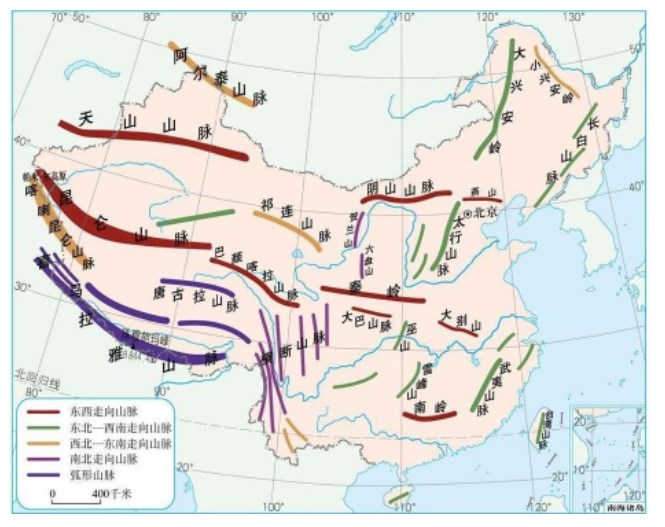 70° 50°
80°
90°
100°
110°
120°
130°
50°
阿尔泰山脉
天山山脉
大兴安岭
小兴安岭
长白山脉
40°
帕米尔高原
喀喇昆仑山脉
昆仑山脉
祁连山脉
阴山山脉
燕山
北京
40°
贺兰山
六盘山
太行山脉
巴颜喀拉山脉
秦岭
30°
喜马拉雅山脉
唐古拉山脉
横断山脉
大巴山脉
巫山
大别山
珠穆朗玛峰
雪峰山
武夷山脉
南岭
台湾山脉
北回归线
80°
90°
东西走向山脉
东北—西南走向山脉
西北—东南走向山脉
南北走向山脉
弧形山脉
0 400千米
20°
100°
110°
120°
20°
10°
南海诸岛